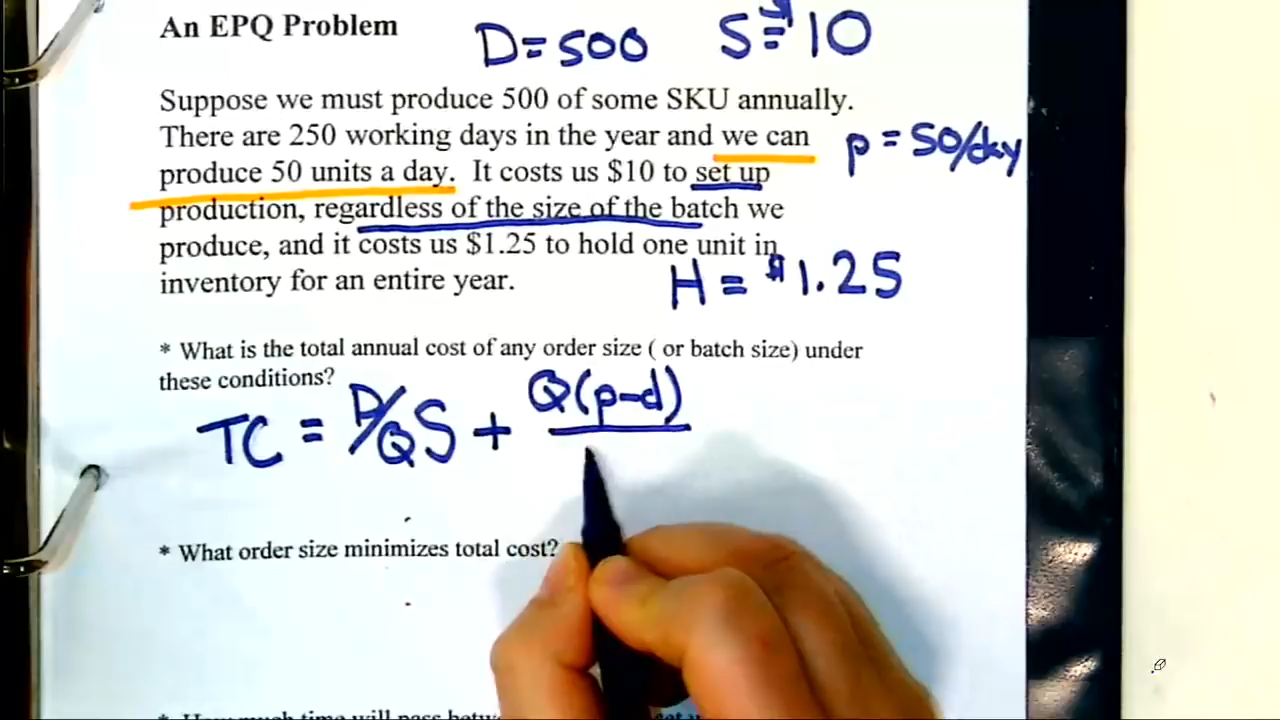 An EPQ Problem
D=500 S=$10
Suppose we must produce 500 of some SKU annually.
There are 250 working days in the year and we can
p = 50/day
produce 50 units a day. It costs us $10 to set up
production, regardless of the size of the batch we
produce, and it costs us $1.25 to hold one unit in
inventory for an entire year.
H = $1.25
* What is the total annual cost of any order size ( or batch size) under
these conditions?
TC = D/Q S + Q(p-d)
* What order size minimizes total cost?